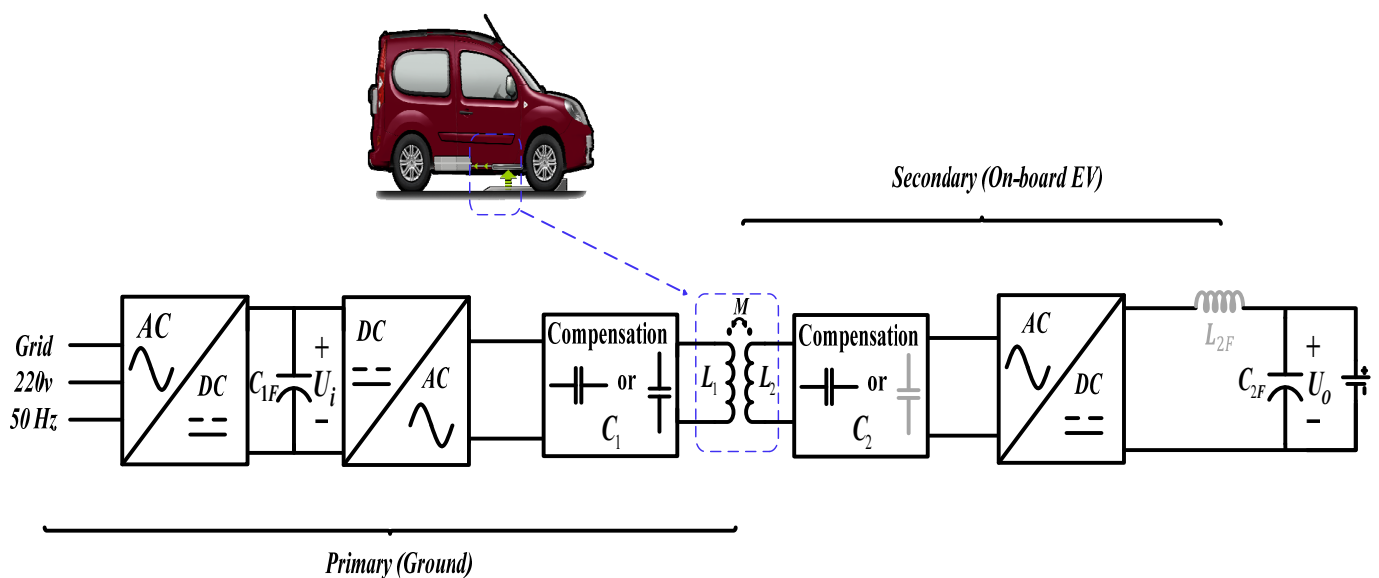 Secondary (On-board EV)
M
Grid
220v
50 Hz
AC
DC
C1F
+
Ui
-
DC
AC
Compensation
or
C1
L1
L2
Compensation
or
C2
AC
DC
L2F
C2F
+
Uo
-
+
-
Primary (Ground)